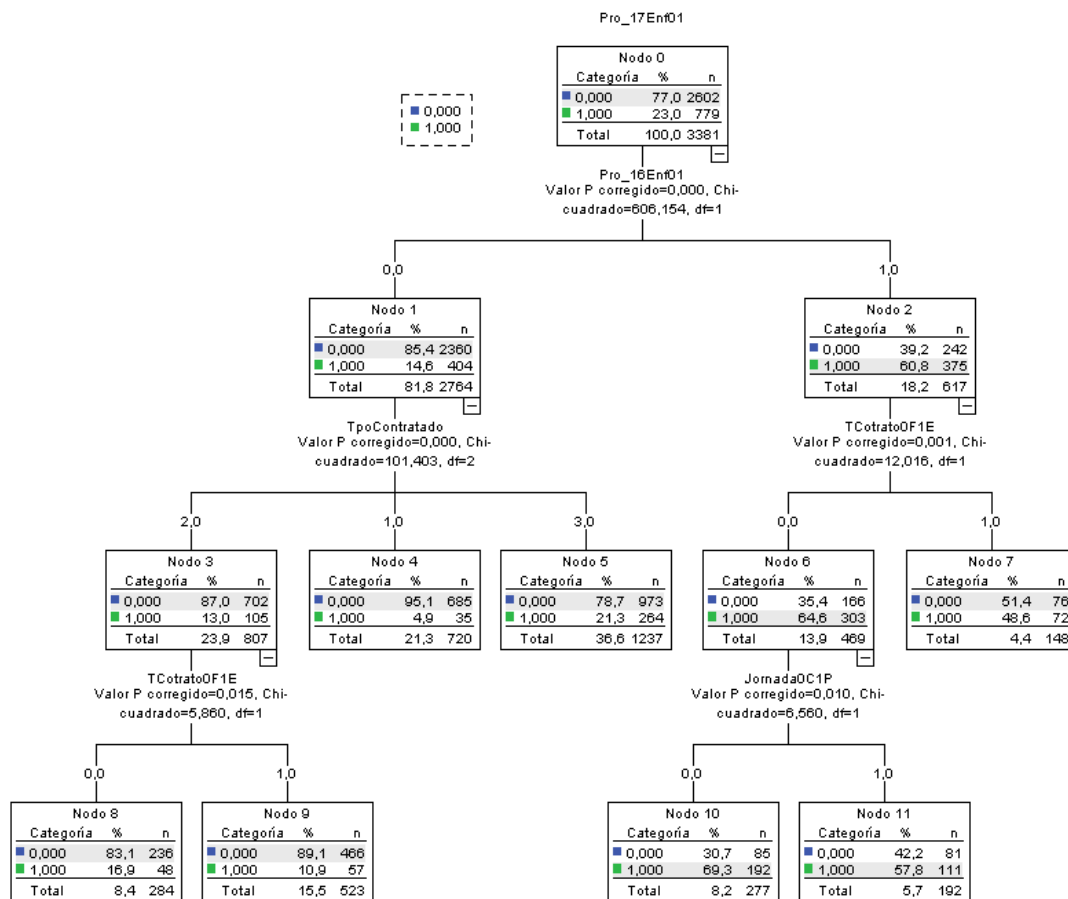 Pro_17Enf01
Nodo 0
Categoría % n
0,000 77,0 2602
1,000 23,0 779
Total 100,0 3381
0,000
1,000
Pro_16Enf01
Valor P corregido=0,000, Chi-
cuadrado=606,154, df=1
0,0
1,0
Nodo 1
Categoría % n
0,000 85,4 2360
1,000 14,6 404
Total 81,8 2764
Nodo 2
Categoría % n
0,000 39,2 242
1,000 60,8 375
Total 18,2 617
TpoContratado
Valor P corregido=0,000, Chi-
cuadrado=101,403, df=2
TCotrato0F1E
Valor P corregido=0,001, Chi-
cuadrado=12,016, df=1
2,0
1,0
3,0
0,0
1,0
Nodo 3
Categoría % n
0,000 87,0 702
1,000 13,0 105
Total 23,9 807
Nodo 4
Categoría % n
0,000 95,1 685
1,000 4,9 35
Total 21,3 720
Nodo 5
Categoría % n
0,000 78,7 973
1,000 21,3 264
Total 36,6 1237
Nodo 6
Categoría % n
0,000 35,4 166
1,000 64,6 303
Total 13,9 469
Nodo 7
Categoría % n
0,000 51,4 76
1,000 48,6 72
Total 4,4 148
TCotrato0F1E
Valor P corregido=0,015, Chi-
cuadrado=5,860, df=1
Jornada0C1P
Valor P corregido=0,010, Chi-
cuadrado=6,560, df=1
0,0
1,0
0,0
1,0
Nodo 8
Categoría % n
0,000 83,1 236
1,000 16,9 48
Total 8,4 284
Nodo 9
Categoría % n
0,000 89,1 466
1,000 10,9 57
Total 15,5 523
Nodo 10
Categoría % n
0,000 30,7 85
1,000 69,3 192
Total 8,2 277
Nodo 11
Categoría % n
0,000 42,2 81
1,000 57,8 111
Total 5,7 192